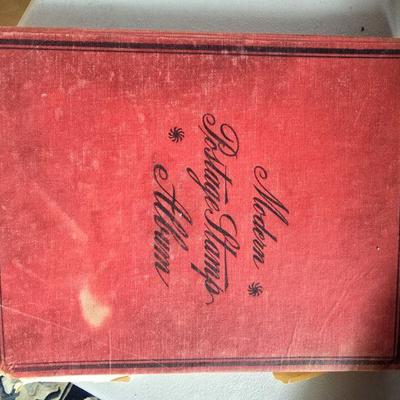 Modern
Postage Stamp
Album